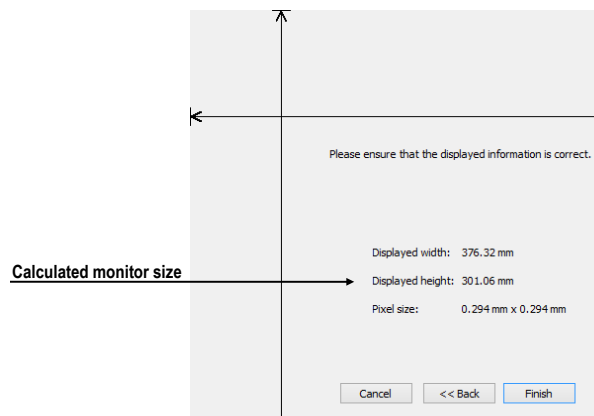 Please ensure that the displayed information is correct.
Displayed width: 376.32 mm
Calculated monitor size
Displayed height: 301.06 mm
Pixel size: 0.294 mm x 0.294 mm
Cancel << Back Finish